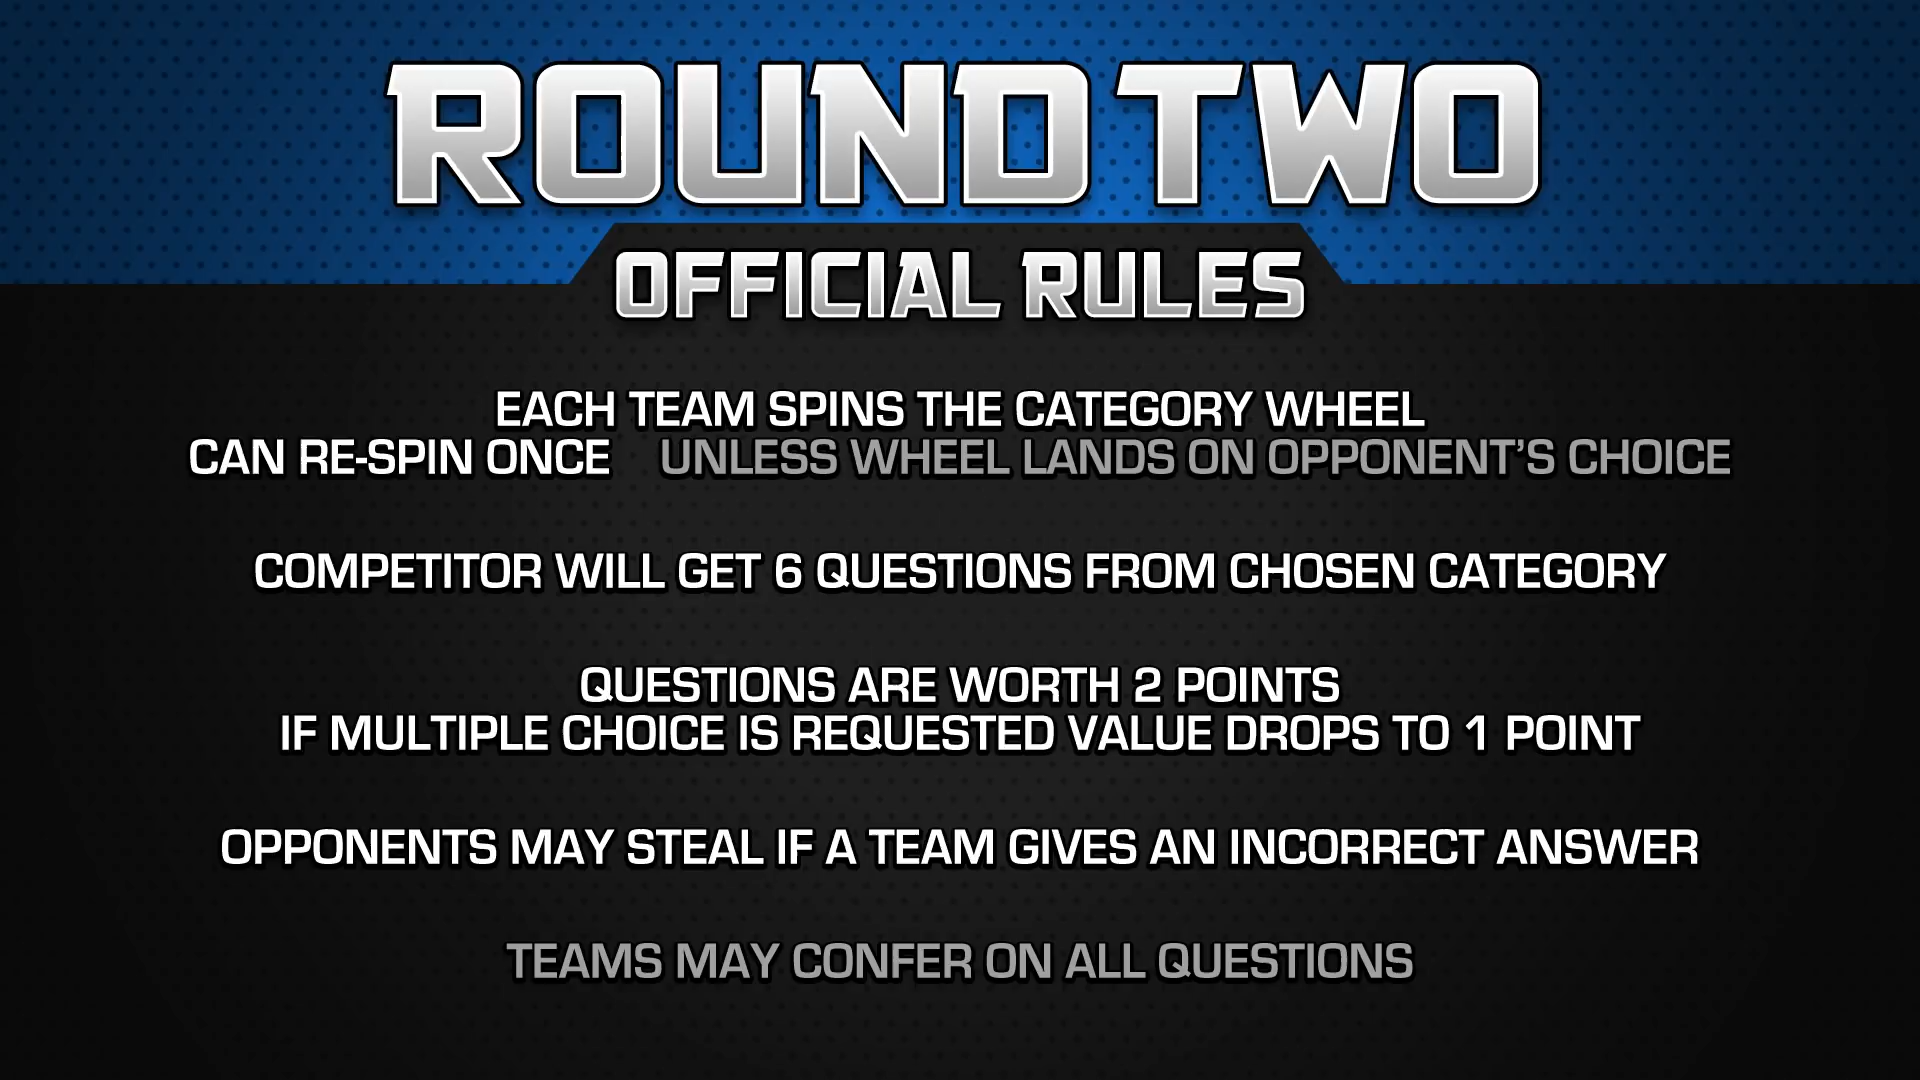 ROUND TWO
OFFICIAL RULES
EACH TEAM SPINS THE CATEGORY WHEEL
CAN RE-SPIN ONCE UNLESS WHEEL LANDS ON OPPONENT'S CHOICE
COMPETITOR WILL GET 6 QUESTIONS FROM CHOSEN CATEGORY
QUESTIONS ARE WORTH 2 POINTS
IF MULTIPLE CHOICE IS REQUESTED VALUE DROPS TO 1 POINT
OPPONENTS MAY STEAL IF A TEAM GIVES AN INCORRECT ANSWER
TEAMS MAY CONFER ON ALL QUESTIONS